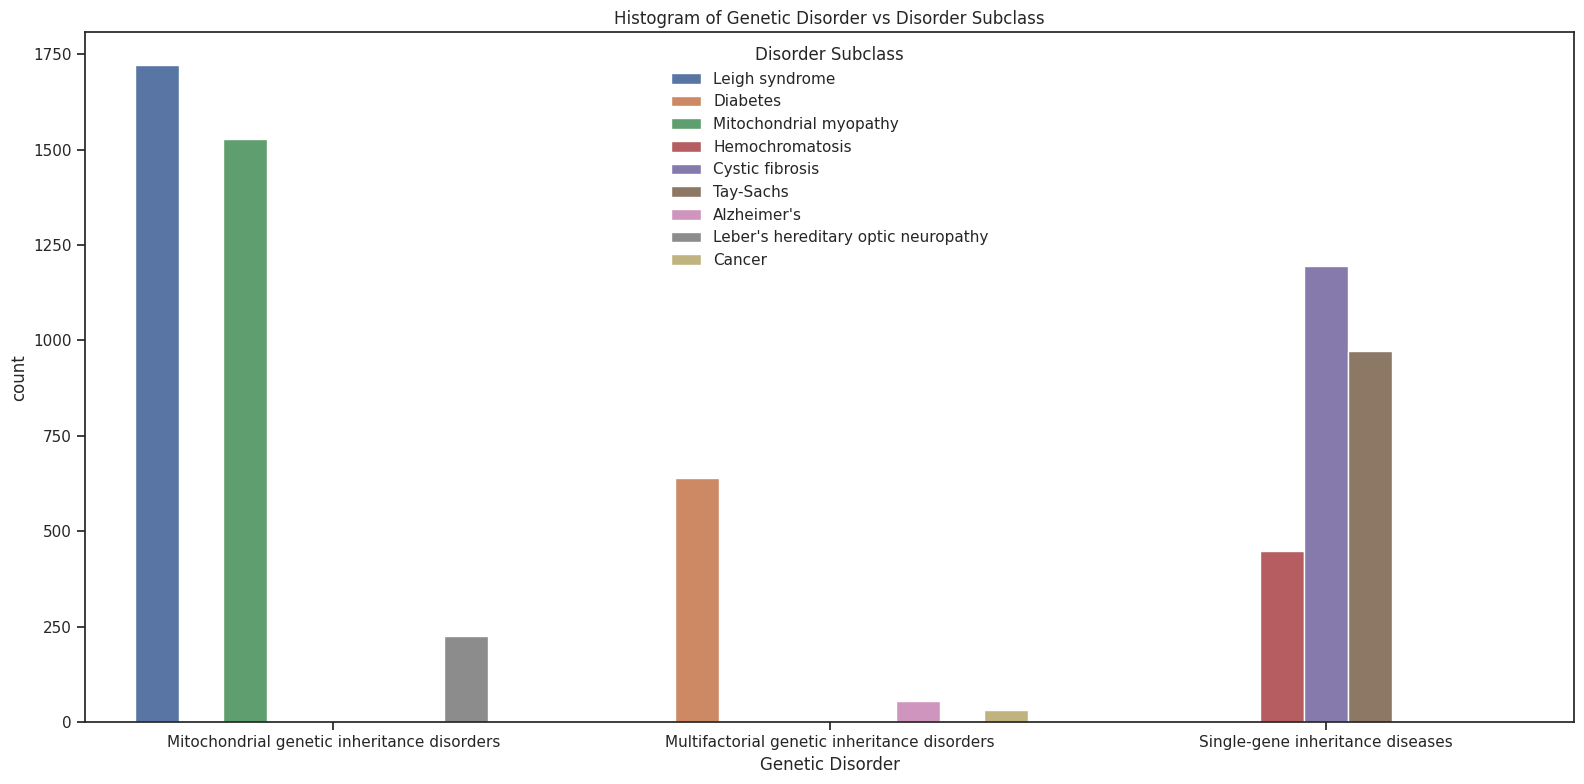 Histogram of Genetic Disorder vs Disorder Subclass
1750
1500
1250
1000
750
500
250
0
count
Disorder Subclass
Leigh syndrome
Diabetes
Mitochondrial myopathy
Hemochromatosis
Cystic fibrosis
Tay-Sachs
Alzheimer's
Leber's hereditary optic neuropathy
Cancer
Mitochondrial genetic inheritance disorders
Multifactorial genetic inheritance disorders
Single-gene inheritance diseases
Genetic Disorder